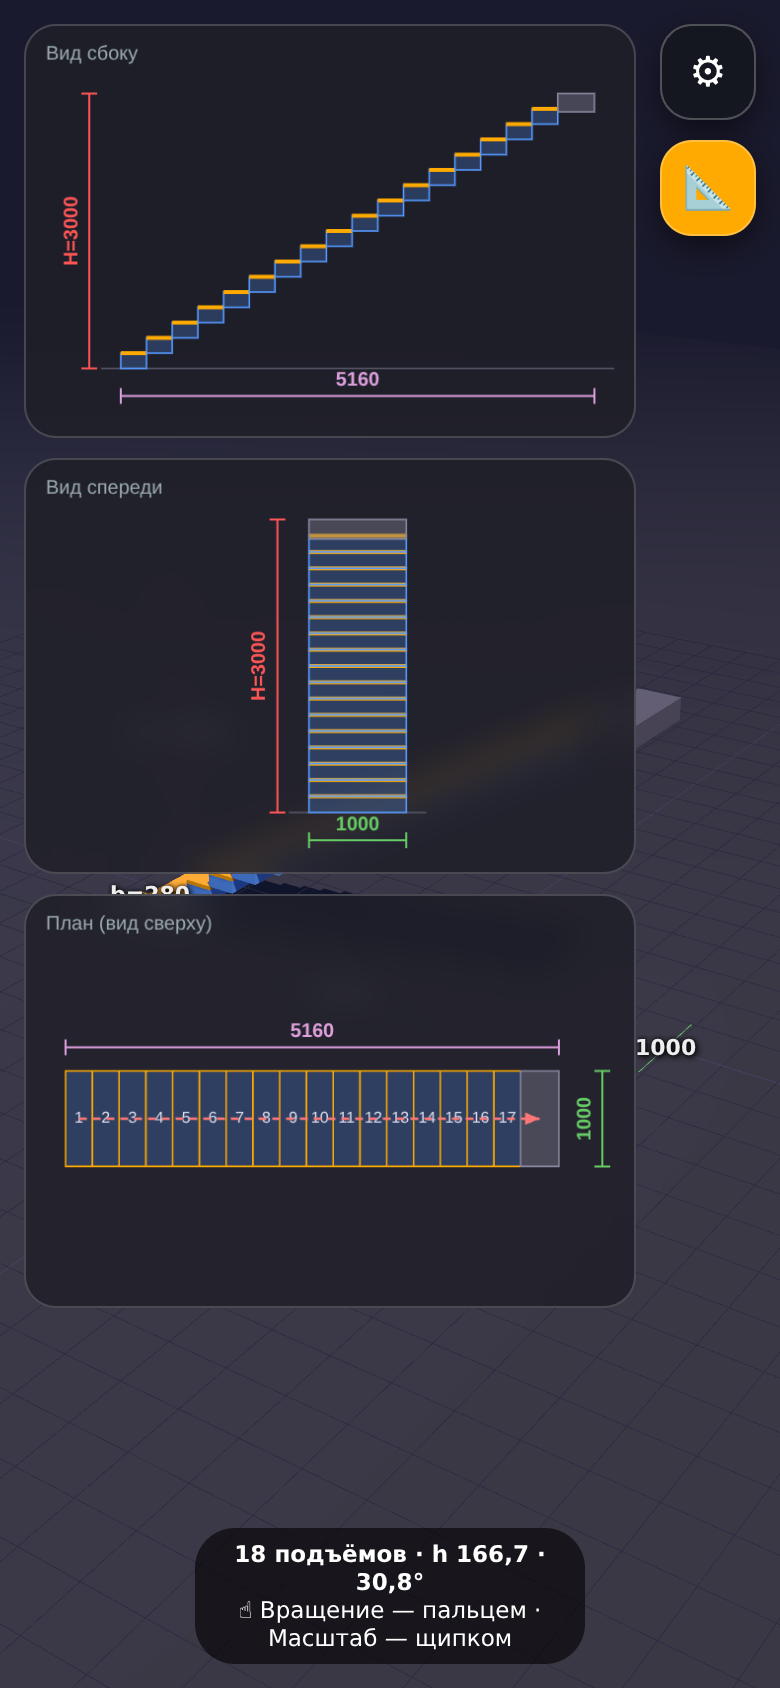 Вид сбоку
H=3000
5160
Вид спереди
H=3000
1000
b=280
План (вид сверху)
5160
1000
1 2 3 4 5 6 7 8 9 10 11 12 13 14 15 16 17
1000
18 подъёмов · h 166,7 ·
30,8°
☝ Вращение — пальцем ·
Масштаб — щипком